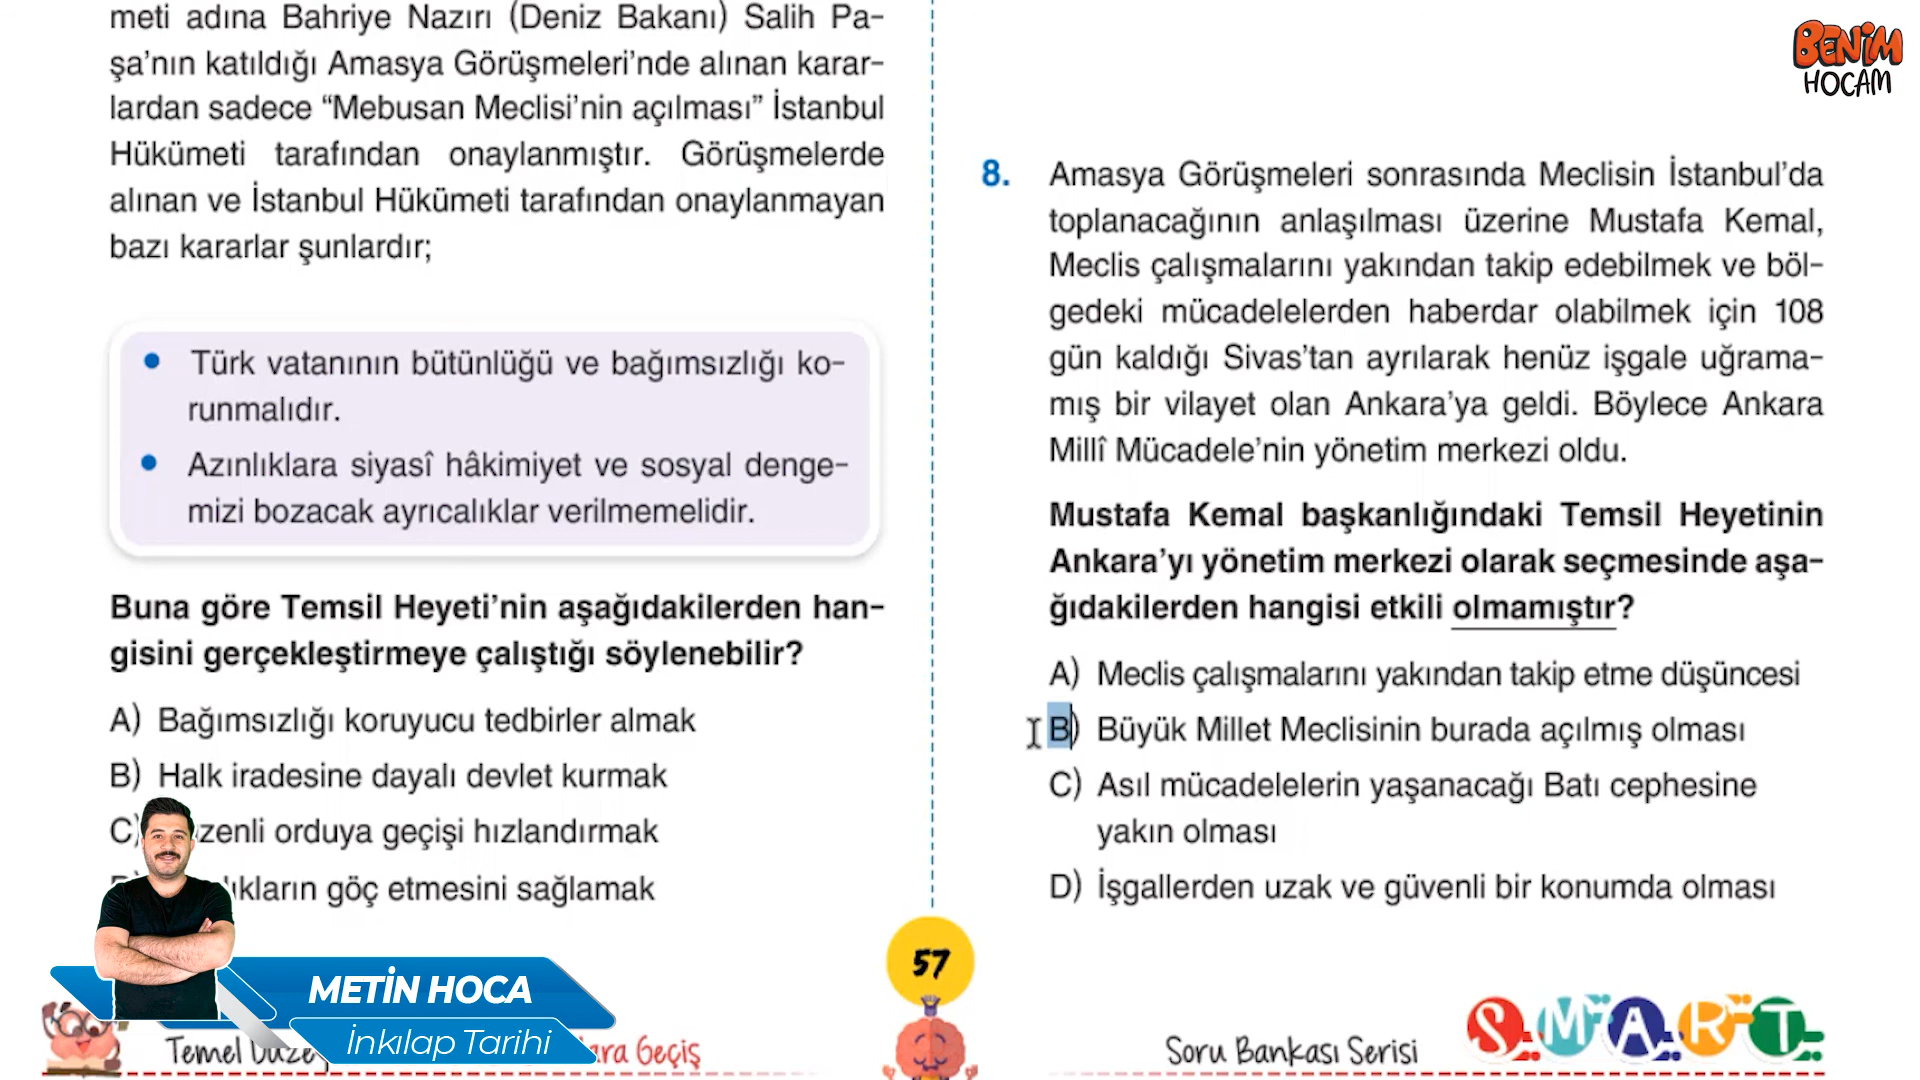 meti adına Bahriye Nazırı (Deniz Bakanı) Salih Pa-
şa'nın katıldığı Amasya Görüşmeleri'nde alınan karar-
lardan sadece “Mebusan Meclisi'nin açılması” İstanbul
Hükümeti tarafından onaylanmıştır. Görüşmelerde
alınan ve İstanbul Hükümeti tarafından onaylanmayan
bazı kararlar şunlardır;
• Türk vatanının bütünlüğü ve bağımsızlığı ko-
runmalıdır.
• Azınlıklara siyasî hâkimiyet ve sosyal denge-
mizi bozacak ayrıcalıklar verilmemelidir.
Buna göre Temsil Heyeti'nin aşağıdakilerden han-
gisini gerçekleştirmeye çalıştığı söylenebilir?
A) Bağımsızlığı koruyucu tedbirler almak
B) Halk iradesine dayalı devlet kurmak
C) orduya geçişi hızlandırmak
göç etmesini sağlamak
METİN HOCA
İnkılap Tarihi
Temel Geçiş
57
BENİM
HOCAM
8. Amasya Görüşmeleri sonrasında Meclisin İstanbul'da
toplanacağının anlaşılması üzerine Mustafa Kemal,
Meclis çalışmalarını yakından takip edebilmek ve böl-
gedeki mücadelelerden haberdar olabilmek için 108
gün kaldığı Sivas'tan ayrılarak henüz işgale uğrama-
mış bir vilayet olan Ankara'ya geldi. Böylece Ankara
Millî Mücadele'nin yönetim merkezi oldu.
Mustafa Kemal başkanlığındaki Temsil Heyetinin
Ankara'yı yönetim merkezi olarak seçmesinde aşa-
ğıdakilerden hangisi etkili olmamıştır?
A) Meclis çalışmalarını yakından takip etme düşüncesi
B) Büyük Millet Meclisinin burada açılmış olması
C) Asıl mücadelelerin yaşanacağı Batı cephesine
yakın olması
D) İşgallerden uzak ve güvenli bir konumda olması
Soru Bankası Serisi
SMART